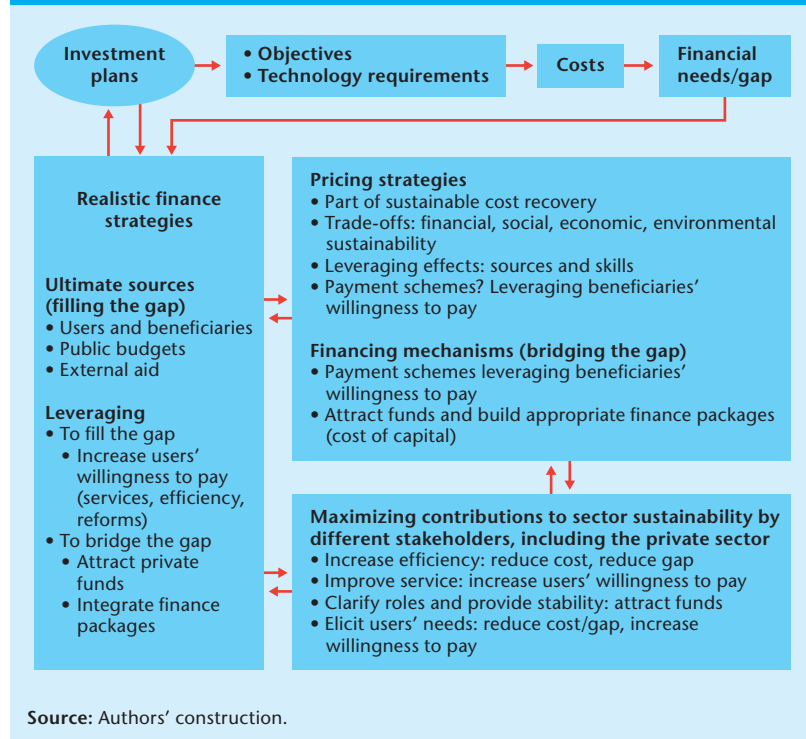 Investment
plans
• Objectives
• Technology requirements
Costs
Financial
needs/gap
Realistic finance
strategies
Ultimate sources
(filling the gap)
• Users and beneficiaries
• Public budgets
• External aid
Leveraging
• To fill the gap
• Increase users'
willingness to pay
(services, efficiency,
reforms)
• To bridge the gap
• Attract private
funds
• Integrate finance
packages
Pricing strategies
• Part of sustainable cost recovery
• Trade-offs: financial, social, economic, environmental
sustainability
• Leveraging effects: sources and skills
• Payment schemes? Leveraging beneficiaries'
willingness to pay
Financing mechanisms (bridging the gap)
• Payment schemes leveraging beneficiaries'
willingness to pay
• Attract funds and build appropriate finance packages
(cost of capital)
Maximizing contributions to sector sustainability by
different stakeholders, including the private sector
• Increase efficiency: reduce cost, reduce gap
• Improve service: increase users' willingness to pay
• Clarify roles and provide stability: attract funds
• Elicit users' needs: reduce cost/gap, increase
willingness to pay
Source: Authors' construction.